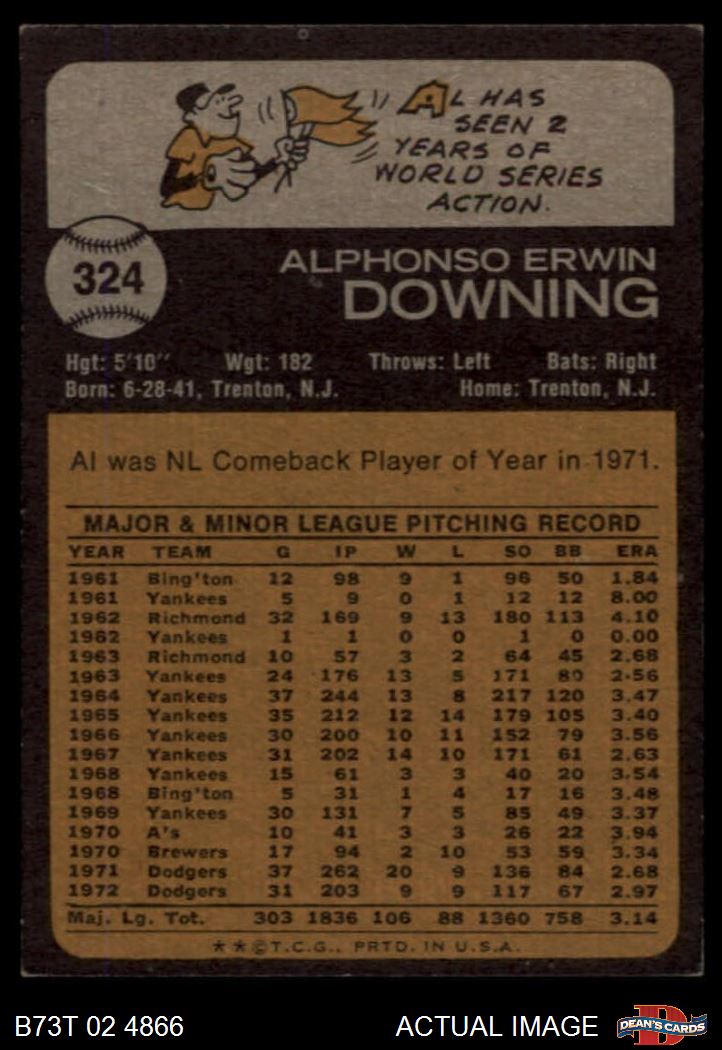 AL HAS
SEEN 2
YEARS OF
WORLD SERIES
ACTION.
324
ALPHONSO ERWIN
DOWNING
Hgt: 5'10" Wgt: 182 Throws: Left Bats: Right
Born: 6-28-41, Trenton, N.J. Home: Trenton, N.J.
Al was NL Comeback Player of Year in 1971.
MAJOR & MINOR LEAGUE PITCHING RECORD
YEAR TEAM G IP W L SO BB ERA
1961 Bing'ton 12 98 9 1 96 50 1.84
1961 Yankees 5 9 0 1 12 12 8.00
1962 Richmond 32 169 9 13 180 113 4.10
1962 Yankees 1 1 0 0 1 0 0.00
1963 Richmond 10 57 3 2 64 45 2.68
1963 Yankees 24 176 13 5 171 80 2.56
1964 Yankees 37 244 13 8 217 120 3.47
1965 Yankees 35 212 12 14 179 105 3.40
1966 Yankees 30 200 10 11 152 79 3.56
1967 Yankees 31 202 14 10 171 61 2.63
1968 Yankees 15 61 3 3 40 20 3.54
1968 Bing'ton 5 31 1 4 17 16 3.48
1969 Yankees 30 131 7 5 85 49 3.37
1970 A's 10 41 3 3 26 22 3.94
1970 Brewers 17 94 2 10 53 59 3.34
1971 Dodgers 37 262 20 9 136 84 2.68
1972 Dodgers 31 203 9 9 117 67 2.97
Maj. Lg. Tot. 303 1836 106 88 1360 758 3.14
**©T.C.G., PRTD. IN U.S.A.
B73T 02 4866 ACTUAL IMAGE D DEAN'S CARDS